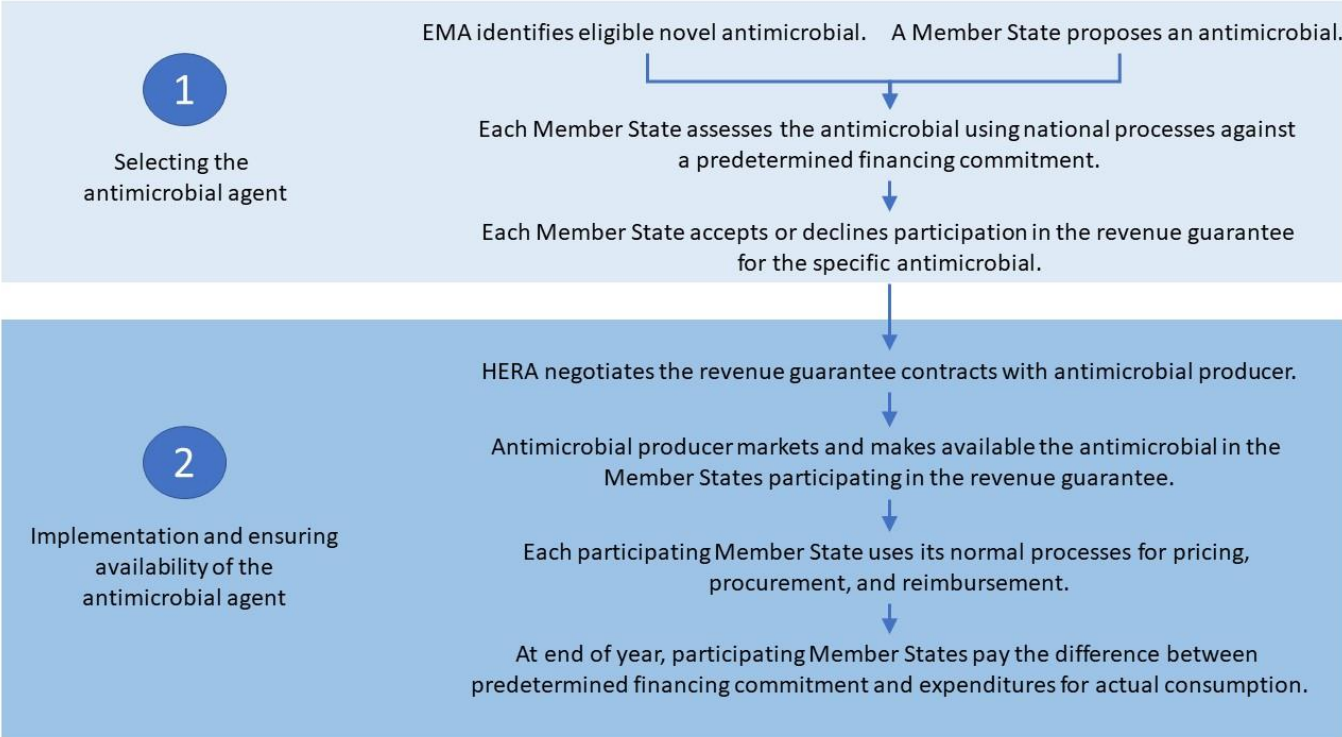 EMA identifies eligible novel antimicrobial. A Member State proposes an antimicrobial.
1
Selecting the
antimicrobial agent
Each Member State assesses the antimicrobial using national processes against
a predetermined financing commitment.
Each Member State accepts or declines participation in the revenue guarantee
for the specific antimicrobial.
2
Implementation and ensuring
availability of the
antimicrobial agent
HERA negotiates the revenue guarantee contracts with antimicrobial producer.
Antimicrobial producer markets and makes available the antimicrobial in the
Member States participating in the revenue guarantee.
Each participating Member State uses its normal processes for pricing,
procurement, and reimbursement.
At end of year, participating Member States pay the difference between
predetermined financing commitment and expenditures for actual consumption.